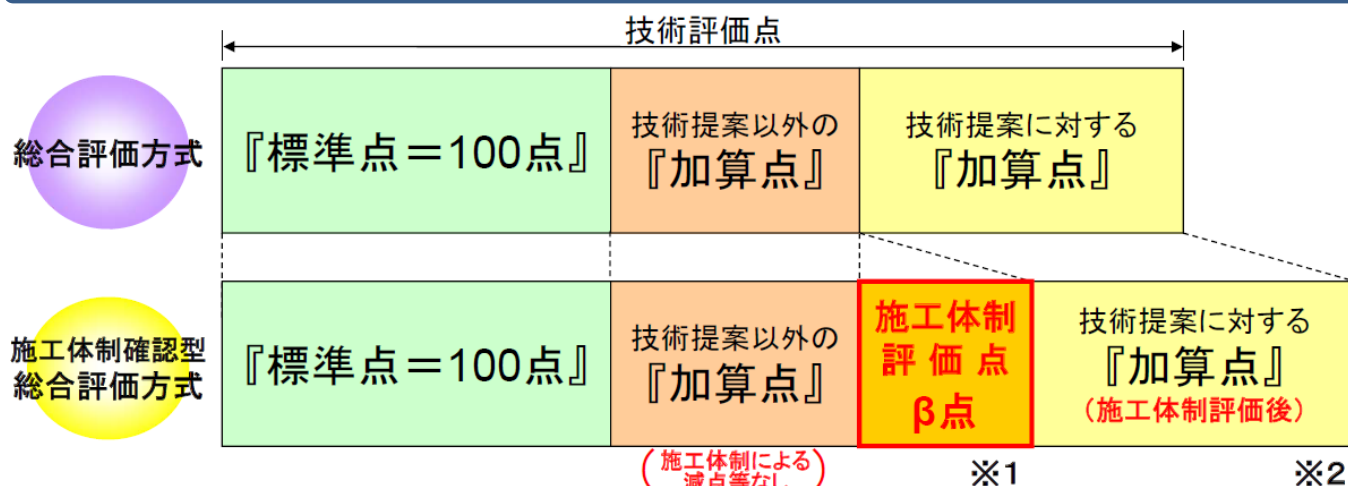 技術評価点
総合評価方式
『標準点＝100点』
技術提案以外の
『加算点』
技術提案に対する
『加算点』
施工体制確認型
総合評価方式
『標準点＝100点』
技術提案以外の
『加算点』
施工体制
評価点
β点
技術提案に対する
『加算点』
（施工体制評価後）
（施工体制による
減点等なし）
※1
※2